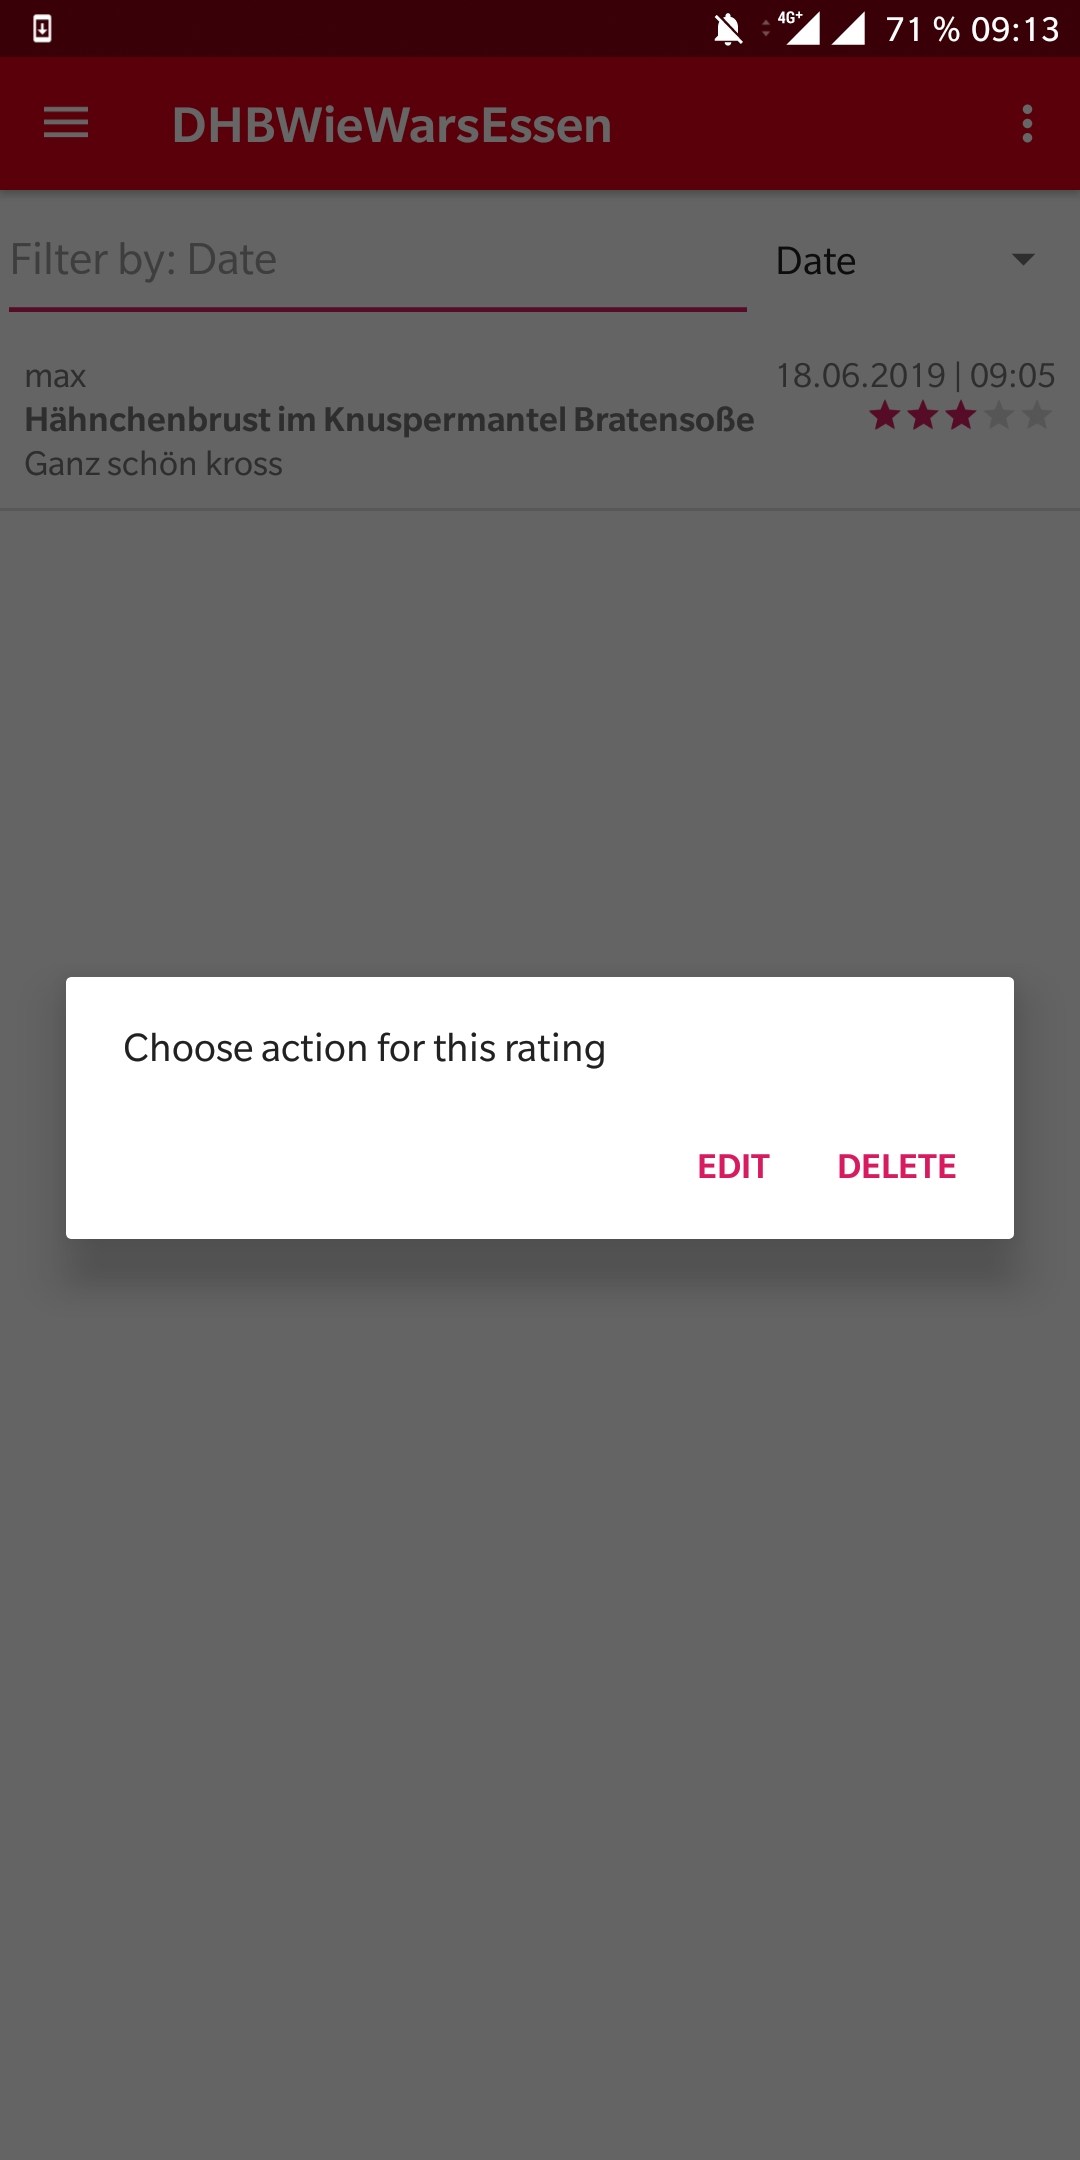 4G+ 71 % 09:13
DHBWieWarsEssen
Filter by: Date
Date
max
18.06.2019 | 09:05
Hähnchenbrust im Knuspermantel Bratensoße
Ganz schön kross
Choose action for this rating
EDIT DELETE